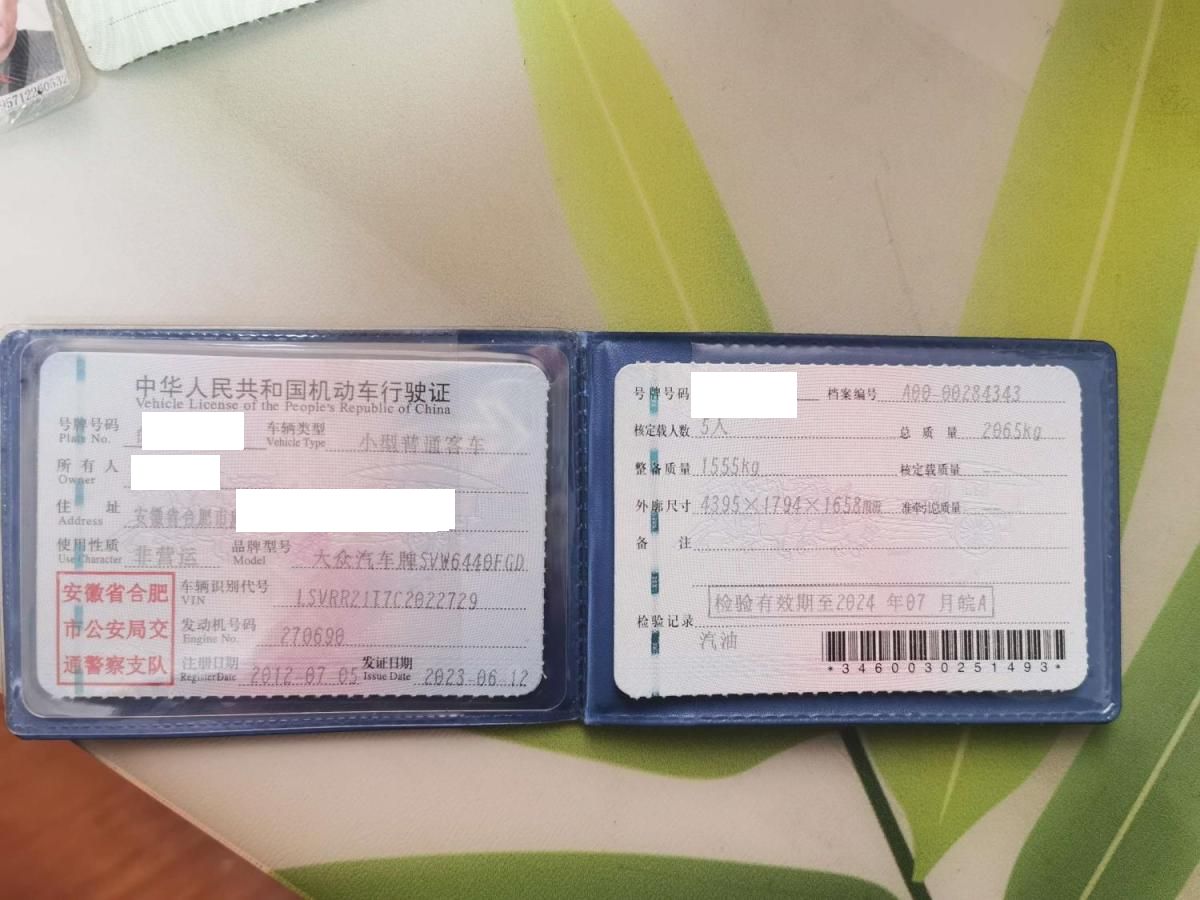 中华人民共和国机动车行驶证
Vehicle License of the People's Republic of China
号牌号码
Plate No.
车辆类型 小型普通客车
Vehicle Type
所有人
Owner
住址 安徽省合肥市
Address
使用性质 非营运
Use Character
品牌型号 大众汽车牌SVW6440FGD
Model
安徽省合肥
市公安局交
通警察支队
车辆识别代号 LSVRR21T7C2022729
VIN
发动机号码 270690
Engine No.
注册日期 2012-07-05
Register Date
发证日期 2023-06-12
Issue Date
号牌号码
档案编号 A00-00284343
核定载人数 5人
总质量 2065kg
整备质量 1555kg
核定载质量 --
外廓尺寸 4395×1794×1658mm
准牵引总质量 --
备注
检验有效期至2024 年07 月皖A
检验记录
汽油
*3460030251493*